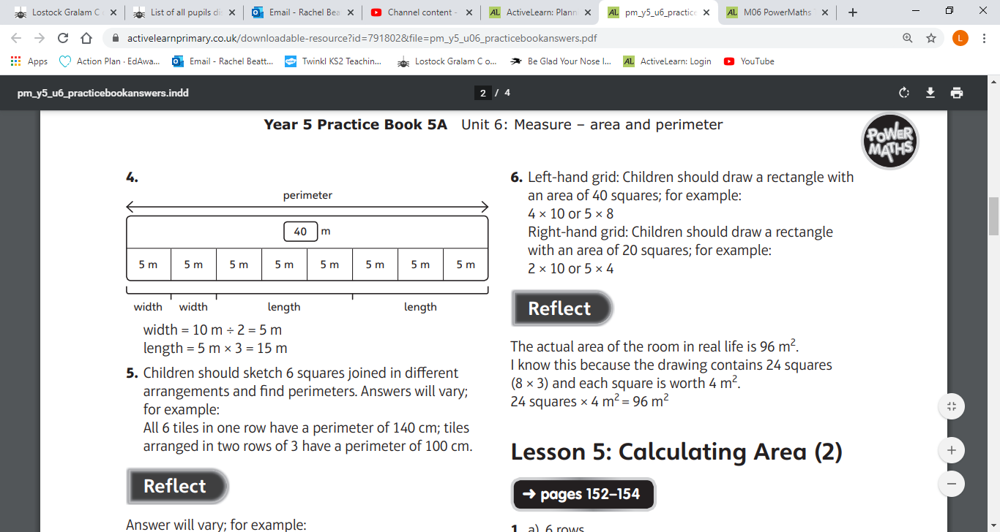 Lostock Gralam C
List of all pupils di
Email - Rachel Bea
Channel content -
ActiveLearn: Plann
pm_y5_u6_practice
M06 PowerMaths
activelearnprimary.co.uk/downloadable-resource?id=791802&file=pm_y5_u06_practicebookanswers.pdf
L
Apps
Action Plan · EdAwa...
Email - Rachel Beatt...
Twinkl KS2 Teachin...
Lostock Gralam C o...
Be Glad Your Nose I...
ActiveLearn: Login
YouTube
pm_y5_u6_practicebookanswers.indd
2 / 4
Year 5 Practice Book 5A Unit 6: Measure – area and perimeter
POWER
MATHS
4.
perimeter
40 m
5 m 5 m 5 m 5 m 5 m 5 m 5 m 5 m
width width length length
width = 10 m ÷ 2 = 5 m
length = 5 m × 3 = 15 m
5. Children should sketch 6 squares joined in different
arrangements and find perimeters. Answers will vary;
for example:
All 6 tiles in one row have a perimeter of 140 cm; tiles
arranged in two rows of 3 have a perimeter of 100 cm.
Reflect
Answer will vary; for example:
6. Left-hand grid: Children should draw a rectangle with
an area of 40 squares; for example:
4 × 10 or 5 × 8
Right-hand grid: Children should draw a rectangle
with an area of 20 squares; for example:
2 × 10 or 5 × 4
Reflect
The actual area of the room in real life is 96 m².
I know this because the drawing contains 24 squares
(8 × 3) and each square is worth 4 m².
24 squares × 4 m² = 96 m²
Lesson 5: Calculating Area (2)
→ pages 152–154
1. a) 6 rows